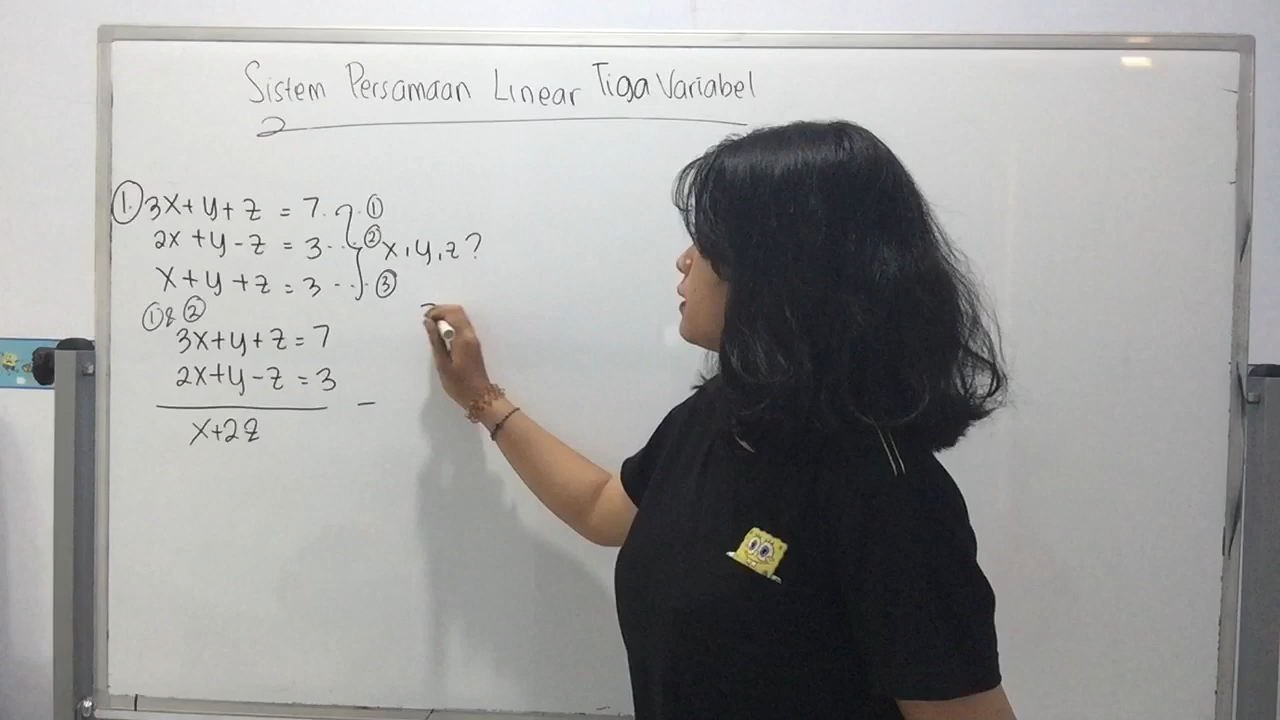 Sistem Persamaan Linear Tiga Variabel
① 3x + y + z = 7 . . ①
2x + y - z = 3 . . ② x, y, z ?
x + y + z = 3 . . . ③
① & ②
3x + y + z = 7
2x + y - z = 3
-
x + 2z